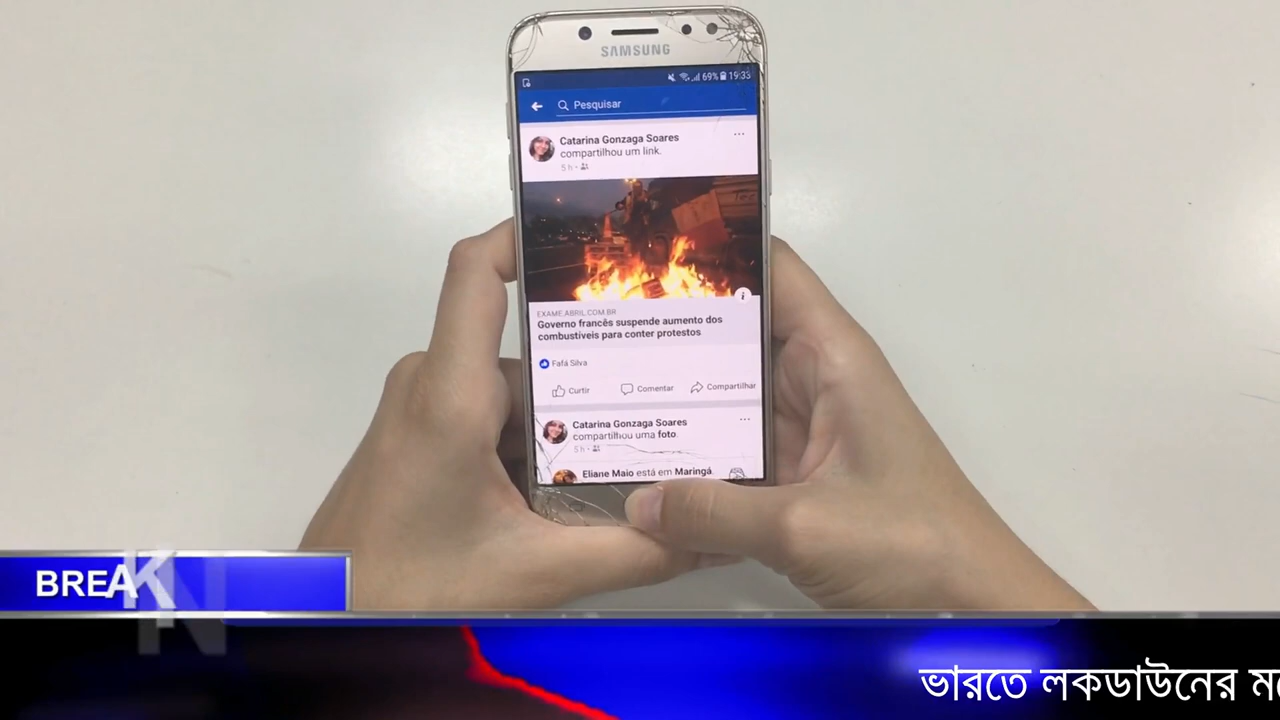 SAMSUNG
69% 19:33
Pesquisar
Catarina Gonzaga Soares
compartilhou um link.
5 h
EXAME.ABRIL.COM.BR
Governo francês suspende aumento dos
combustíveis para conter protestos
Fafá Silva
Curtir Comentar Compartilhar
Catarina Gonzaga Soares
compartilhou uma foto.
5 h
Eliane Maio está em Maringá.
BREAKN
ভারতে লকডাউনের